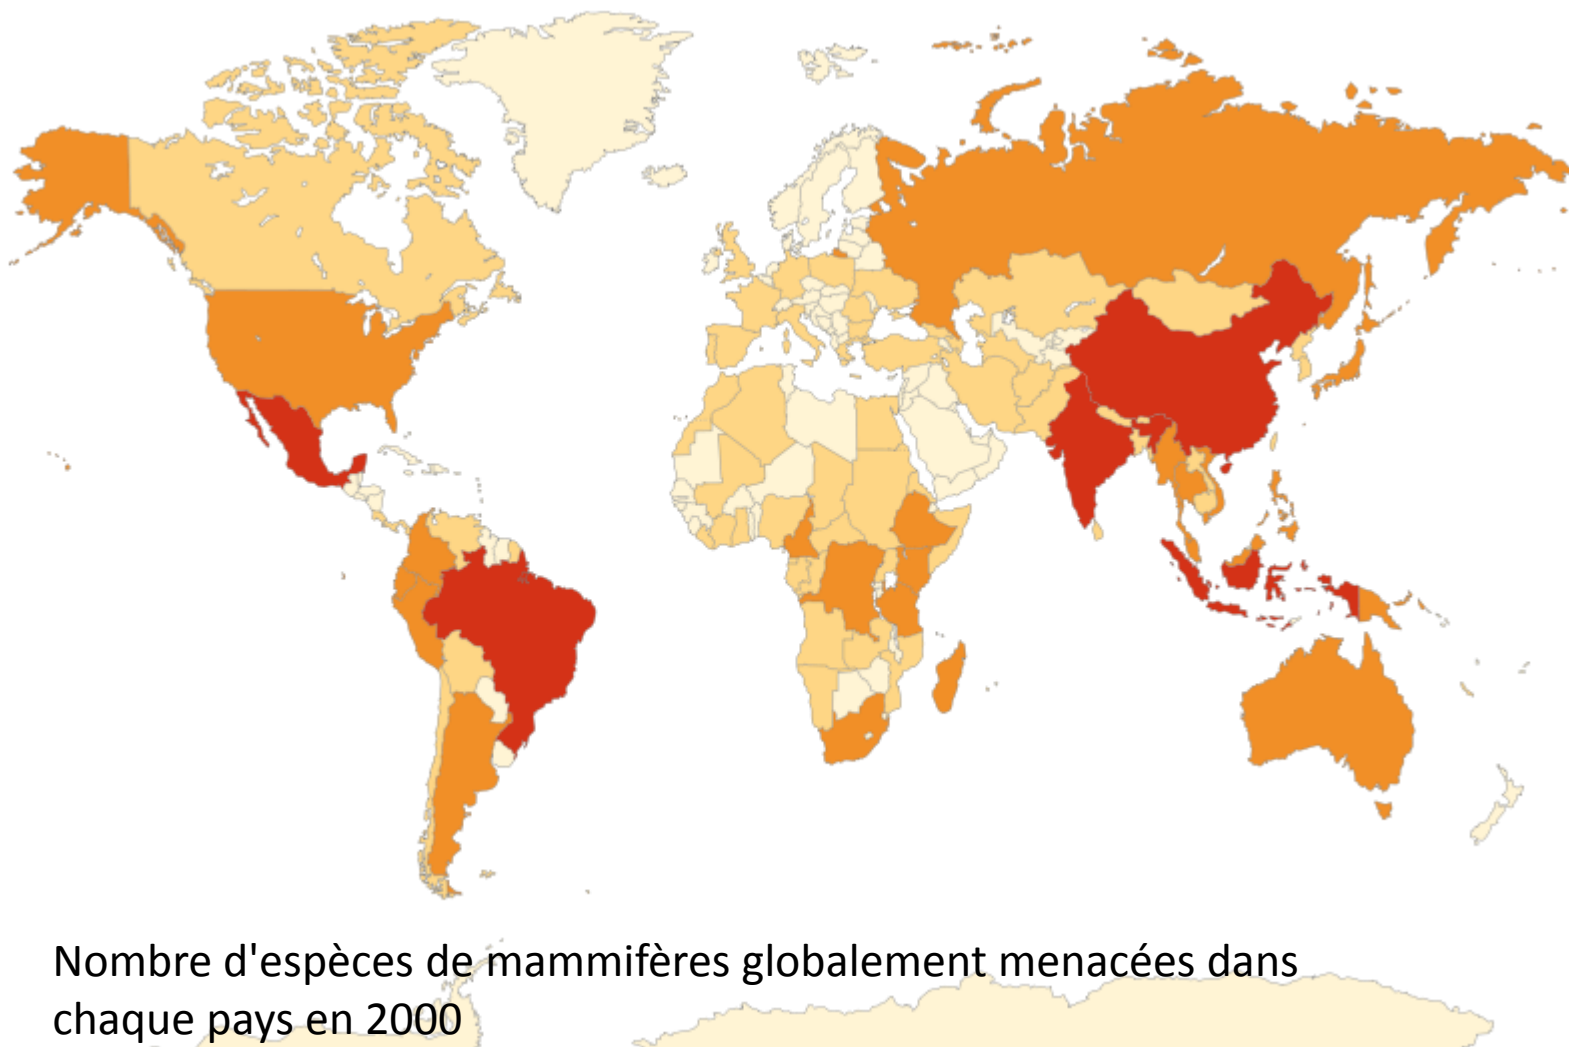 Nombre d'espèces de mammifères globalement menacées dans
chaque pays en 2000